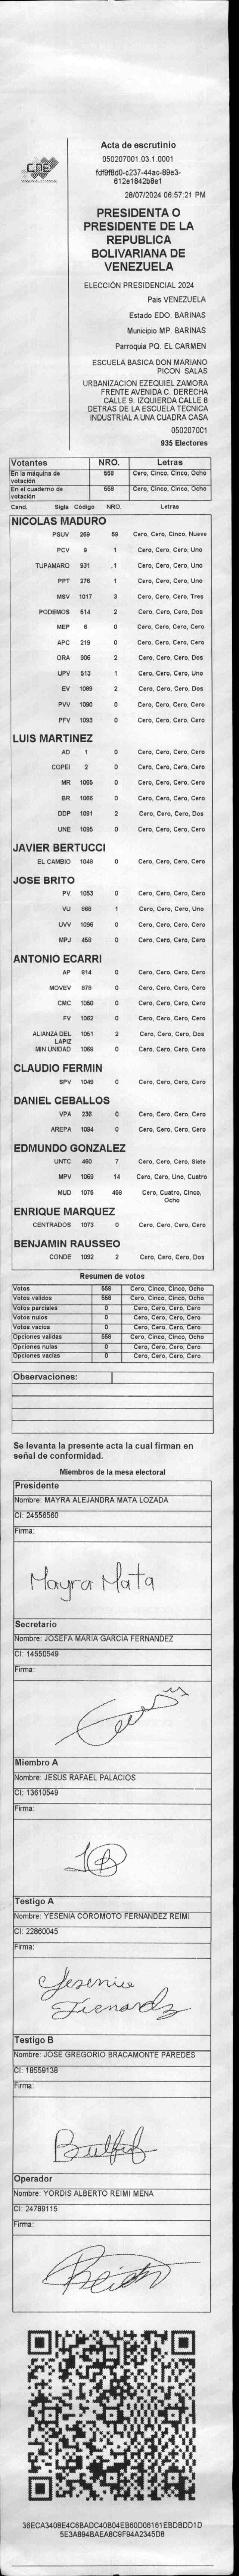 CNE
Acta de escrutinio
050207001.03.1.0001
fdf9f8d0-c237-44ac-89e3-
612e1842b8e1
28/07/2024 06:57:21 PM
PRESIDENTA O
PRESIDENTE DE LA
REPUBLICA
BOLIVARIANA DE
VENEZUELA
ELECCIÓN PRESIDENCIAL 2024
Pais VENEZUELA
Estado EDO. BARINAS
Municipio MP. BARINAS
Parroquia PQ. EL CARMEN
ESCUELA BASICA DON MARIANO
PICON SALAS
URBANIZACION EZEQUIEL ZAMORA
FRENTE AVENIDA C. DERECHA
CALLE 9. IZQUIERDA CALLE 8
DETRAS DE LA ESCUELA TECNICA
INDUSTRIAL A UNA CUADRA CASA
050207001
935 Electores
Votantes NRO. Letras
En la máquina de votación 558 Cero, Cinco, Cinco, Ocho
En el cuaderno de votación 558 Cero, Cinco, Cinco, Ocho
Cand. Sigla Código NRO. Letras
NICOLAS MADURO
PSUV 269 59 Cero, Cero, Cinco, Nueve
PCV 9 1 Cero, Cero, Cero, Uno
TUPAMARO 931 1 Cero, Cero, Cero, Uno
PPT 276 1 Cero, Cero, Cero, Uno
MSV 1017 3 Cero, Cero, Cero, Tres
PODEMOS 514 2 Cero, Cero, Cero, Dos
MEP 6 0 Cero, Cero, Cero, Cero
APC 219 0 Cero, Cero, Cero, Cero
ORA 906 2 Cero, Cero, Cero, Dos
UPV 513 1 Cero, Cero, Cero, Uno
EV 1089 2 Cero, Cero, Cero, Dos
PVV 1090 0 Cero, Cero, Cero, Cero
PFV 1093 0 Cero, Cero, Cero, Cero
LUIS MARTINEZ
AD 1 0 Cero, Cero, Cero, Cero
COPEI 2 0 Cero, Cero, Cero, Cero
MR 1065 0 Cero, Cero, Cero, Cero
BR 1066 0 Cero, Cero, Cero, Cero
DDP 1091 2 Cero, Cero, Cero, Dos
UNE 1095 0 Cero, Cero, Cero, Cero
JAVIER BERTUCCI
EL CAMBIO 1048 0 Cero, Cero, Cero, Cero
JOSE BRITO
PV 1053 0 Cero, Cero, Cero, Cero
VU 868 1 Cero, Cero, Cero, Uno
UVV 1096 0 Cero, Cero, Cero, Cero
MPJ 458 0 Cero, Cero, Cero, Cero
ANTONIO ECARRI
AP 814 0 Cero, Cero, Cero, Cero
MOVEV 878 0 Cero, Cero, Cero, Cero
CMC 1050 0 Cero, Cero, Cero, Cero
FV 1062 0 Cero, Cero, Cero, Cero
ALIANZA DEL LAPIZ 1051 2 Cero, Cero, Cero, Dos
MIN UNIDAD 1068 0 Cero, Cero, Cero, Cero
CLAUDIO FERMIN
SPV 1049 0 Cero, Cero, Cero, Cero
DANIEL CEBALLOS
VPA 236 0 Cero, Cero, Cero, Cero
AREPA 1094 0 Cero, Cero, Cero, Cero
EDMUNDO GONZALEZ
UNTC 460 7 Cero, Cero, Cero, Siete
MPV 1069 14 Cero, Cero, Uno, Cuatro
MUD 1075 458 Cero, Cuatro, Cinco, Ocho
ENRIQUE MARQUEZ
CENTRADOS 1073 0 Cero, Cero, Cero, Cero
BENJAMIN RAUSSEO
CONDE 1092 2 Cero, Cero, Cero, Dos
Resumen de votos
Votos 558 Cero, Cinco, Cinco, Ocho
Votos validos 558 Cero, Cinco, Cinco, Ocho
Votos parciales 0 Cero, Cero, Cero, Cero
Votos nulos 0 Cero, Cero, Cero, Cero
Votos vacios 0 Cero, Cero, Cero, Cero
Opciones validas 558 Cero, Cinco, Cinco, Ocho
Opciones nulas 0 Cero, Cero, Cero, Cero
Opciones vacias 0 Cero, Cero, Cero, Cero
Observaciones:
Se levanta la presente acta la cual firman en
señal de conformidad.
Miembros de la mesa electoral
Presidente
Nombre: MAYRA ALEJANDRA MATA LOZADA
CI: 24556560
Firma:
Mayra Mata
Secretario
Nombre: JOSEFA MARIA GARCIA FERNANDEZ
CI: 14550549
Firma:
Miembro A
Nombre: JESUS RAFAEL PALACIOS
CI: 13610549
Firma:
Testigo A
Nombre: YESENIA COROMOTO FERNANDEZ REIMI
CI: 22860045
Firma:
Yesenia
Fernandz
Testigo B
Nombre: JOSE GREGORIO BRACAMONTE PAREDES
CI: 18559138
Firma:
Operador
Nombre: YORDIS ALBERTO REIMI MENA
CI: 24789115
Firma:
36ECA3408E4C6BADC40B04EB60D06161EBDBDD1D
5E3A894BAEA8C9F94A2345D8